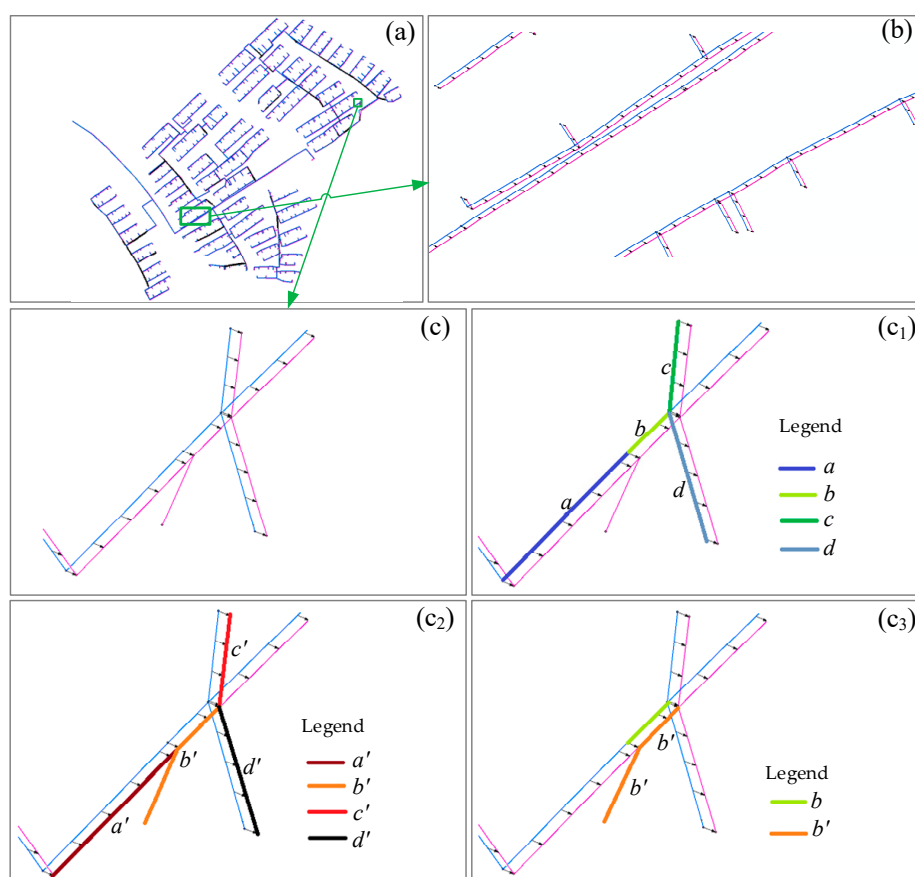 (a)
(b)
(c)
(c₁)
c
b
a
d
Legend
a
b
c
d
(c₂)
c′
b′
d′
a′
Legend
a′
b′
c′
d′
(c₃)
b
b′
b′
Legend
b
b′